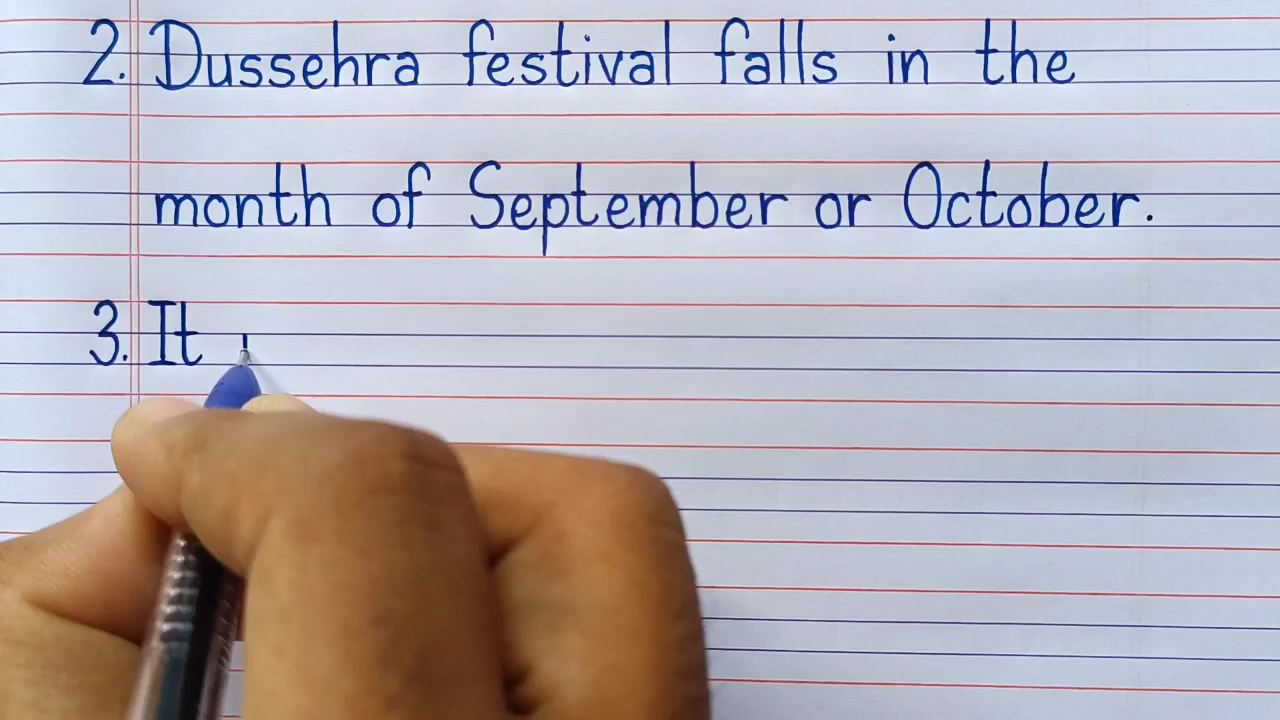 2. Dussehra festival falls in the
month of September or October.
3. It